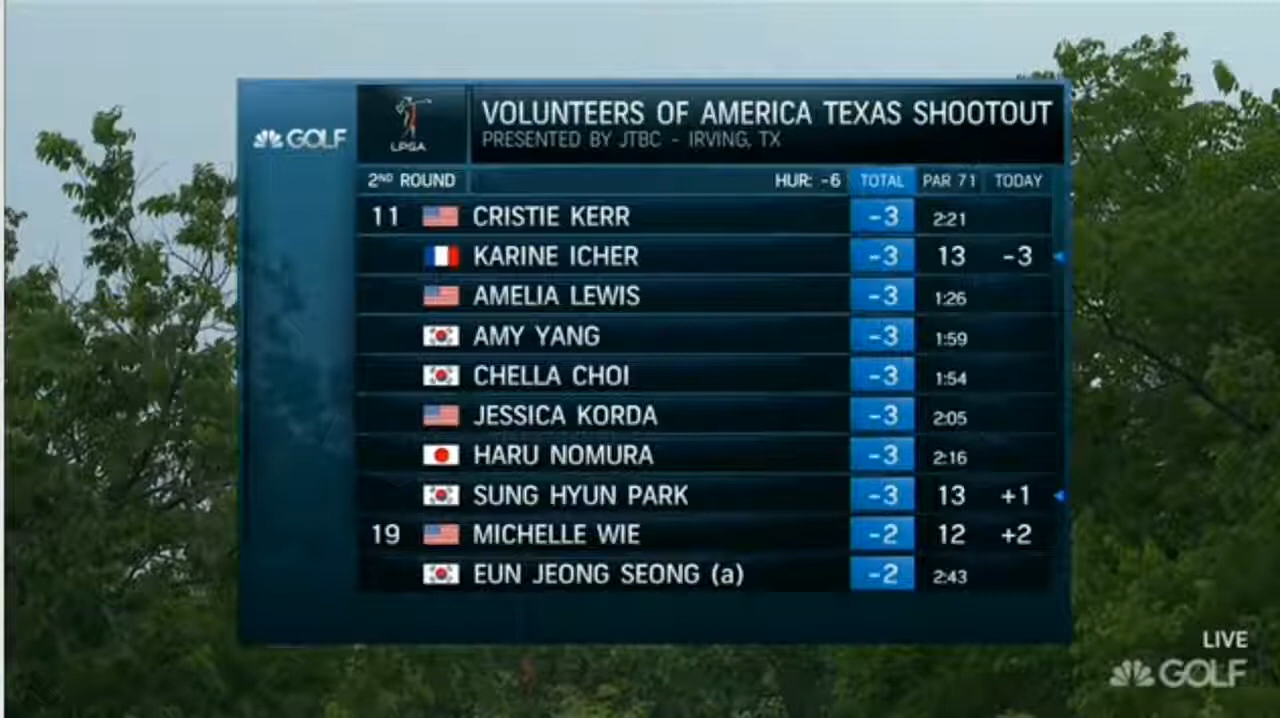 GOLF
LPGA
VOLUNTEERS OF AMERICA TEXAS SHOOTOUT
PRESENTED BY JTBC - IRVING, TX
2ND ROUND HUR: -6 TOTAL PAR 71 TODAY
11 CRISTIE KERR -3 2:21
KARINE ICHER -3 13 -3
AMELIA LEWIS -3 1:26
AMY YANG -3 1:59
CHELLA CHOI -3 1:54
JESSICA KORDA -3 2:05
HARU NOMURA -3 2:16
SUNG HYUN PARK -3 13 +1
19 MICHELLE WIE -2 12 +2
EUN JEONG SEONG (a) -2 2:43
LIVE
GOLF